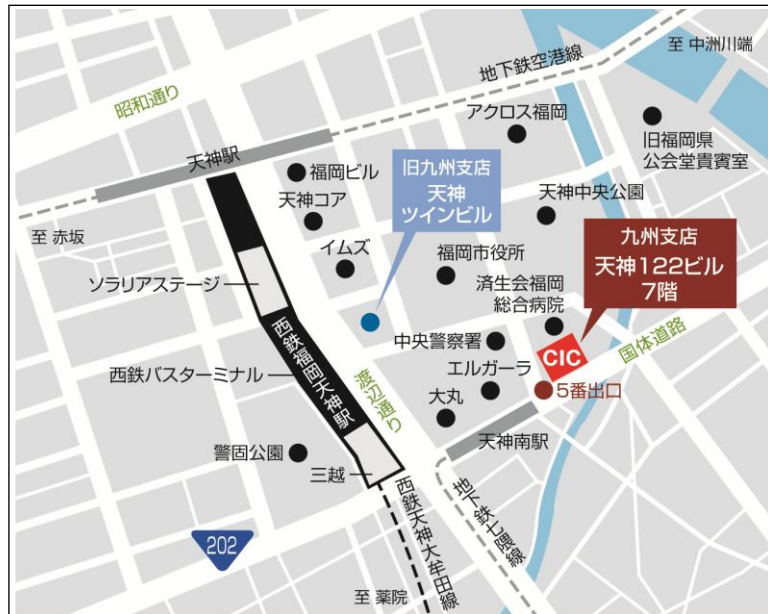 至 中洲川端
地下鉄空港線
昭和通り
アクロス福岡
旧福岡県
公会堂貴賓室
天神駅
福岡ビル
旧九州支店
天神
ツインビル
天神コア
天神中央公園
至 赤坂
イムズ
福岡市役所
九州支店
天神122ビル
7階
ソラリアステージ
済生会福岡
総合病院
国体道路
中央警察署
CIC
西鉄福岡天神駅
西鉄バスターミナル
渡辺通り
エルガーラ
5番出口
大丸
天神南駅
警固公園
三越
西鉄天神大牟田線
地下鉄七隈線
202
至 薬院